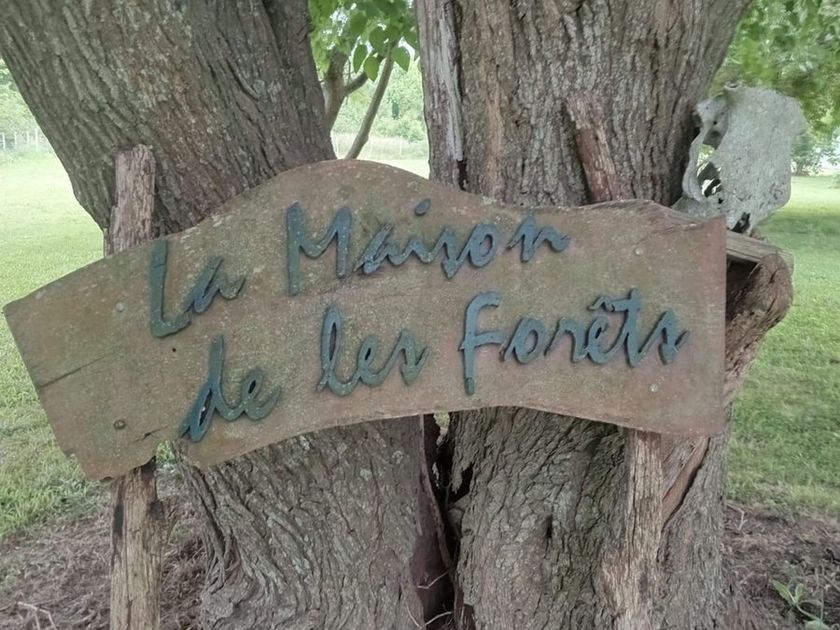 La Maison
de les Forêts